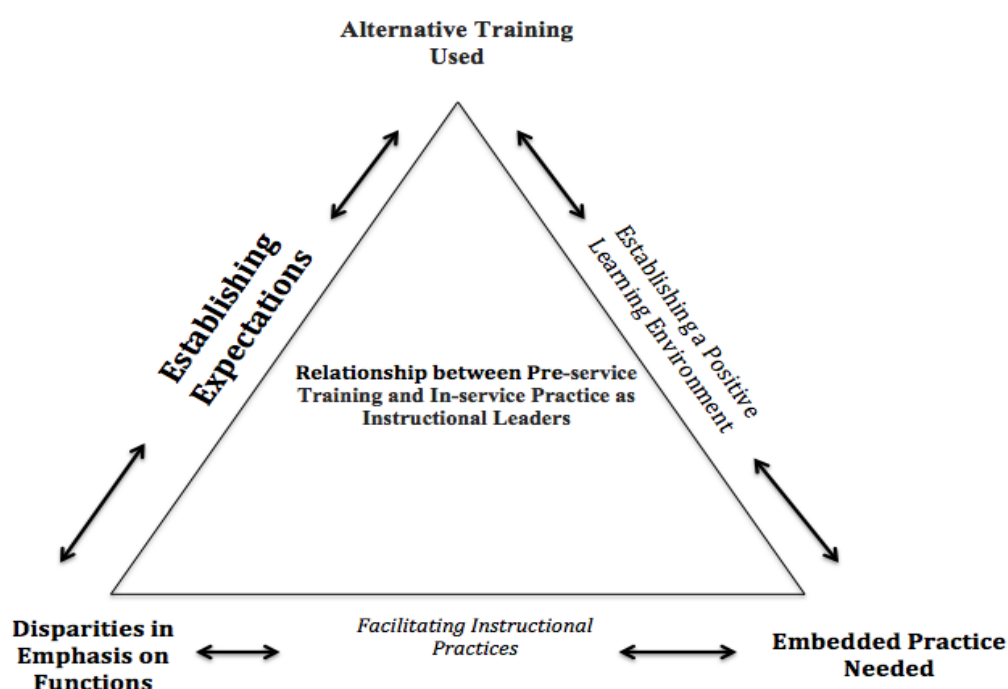 Alternative Training
Used
Establishing
Expectations
Establishing a Positive
Learning Environment
Relationship between Pre-service
Training and In-service Practice as
Instructional Leaders
Disparities in
Emphasis on
Functions
Facilitating Instructional
Practices
Embedded Practice
Needed